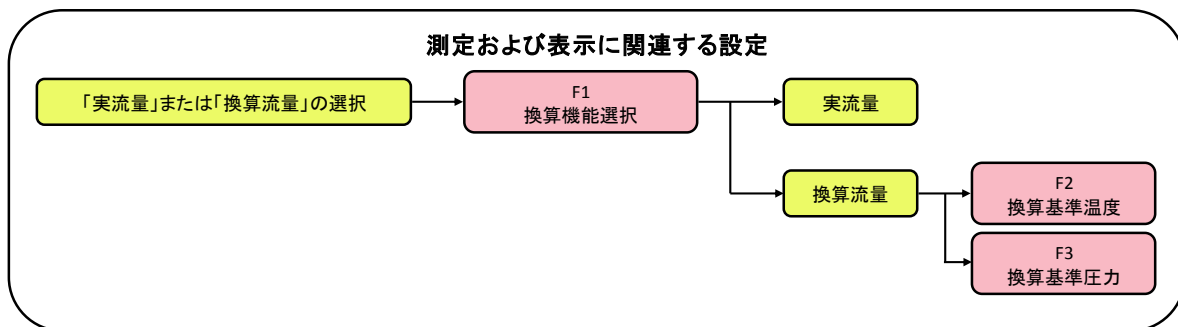 測定および表示に関連する設定
「実流量」または「換算流量」の選択
F1
換算機能選択
実流量
換算流量
F2
換算基準温度
F3
換算基準圧力